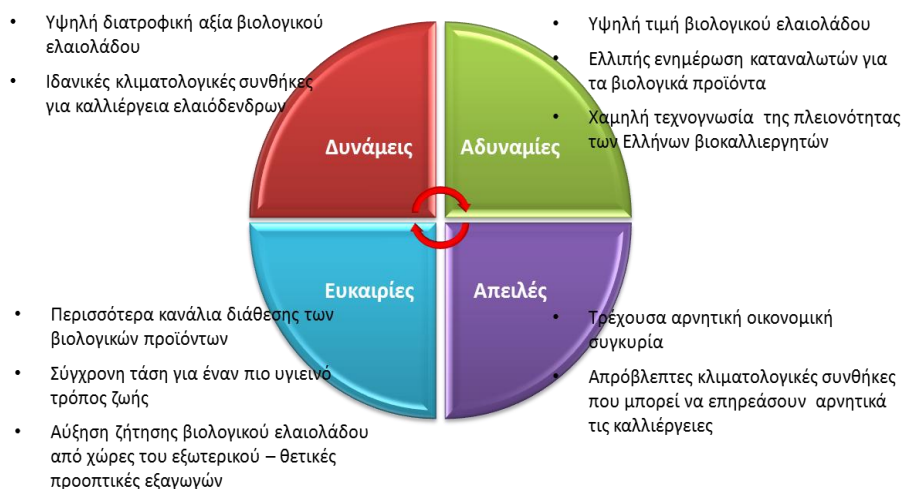 • Υψηλή διατροφική αξία βιολογικού
ελαιολάδου
• Ιδανικές κλιματολογικές συνθήκες
για καλλιέργεια ελαιόδενδρων
Δυνάμεις
• Υψηλή τιμή βιολογικού ελαιολάδου
• Ελλιπής ενημέρωση καταναλωτών για
τα βιολογικά προϊόντα
• Χαμηλή τεχνογνωσία της πλειονότητας
των Ελλήνων βιοκαλλιεργητών
Αδυναμίες
Ευκαιρίες
• Περισσότερα κανάλια διάθεσης των
βιολογικών προϊόντων
• Σύγχρονη τάση για έναν πιο υγιεινό
τρόπος ζωής
• Αύξηση ζήτησης βιολογικού ελαιολάδου
από χώρες του εξωτερικού – θετικές
προοπτικές εξαγωγών
Απειλές
• Τρέχουσα αρνητική οικονομική
συγκυρία
• Απρόβλεπτες κλιματολογικές συνθήκες
που μπορεί να επηρεάσουν αρνητικά
τις καλλιέργειες